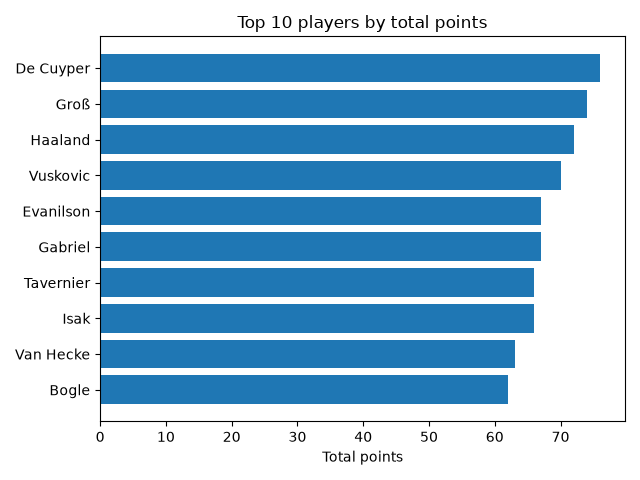 Top 10 players by total points
De Cuyper
Groß
Haaland
Vuskovic
Evanilson
Gabriel
Tavernier
Isak
Van Hecke
Bogle
0 10 20 30 40 50 60 70
Total points